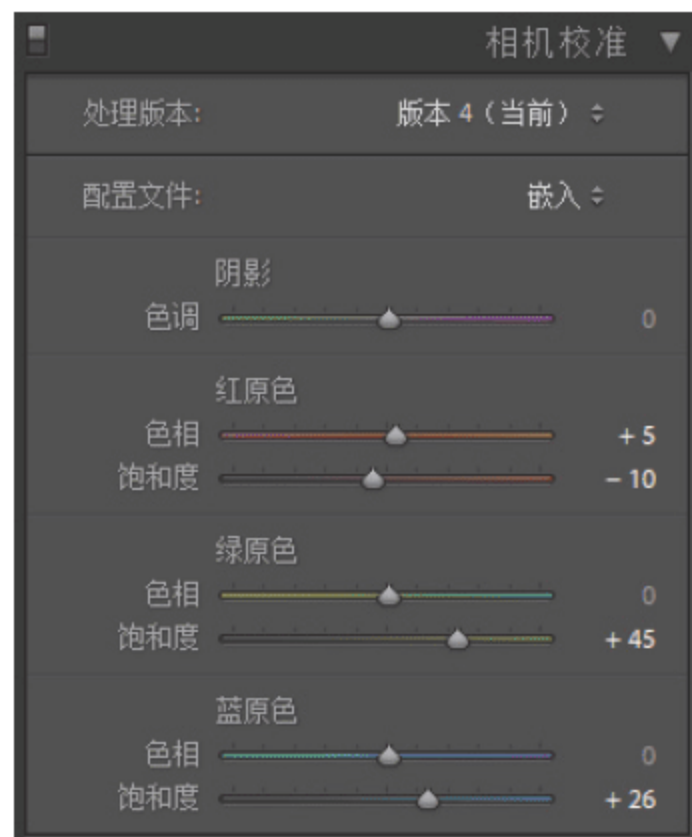 相机校准
处理版本: 版本 4（当前）
配置文件: 嵌入
阴影
色调 0
红原色
色相 + 5
饱和度 – 10
绿原色
色相 0
饱和度 + 45
蓝原色
色相 0
饱和度 + 26